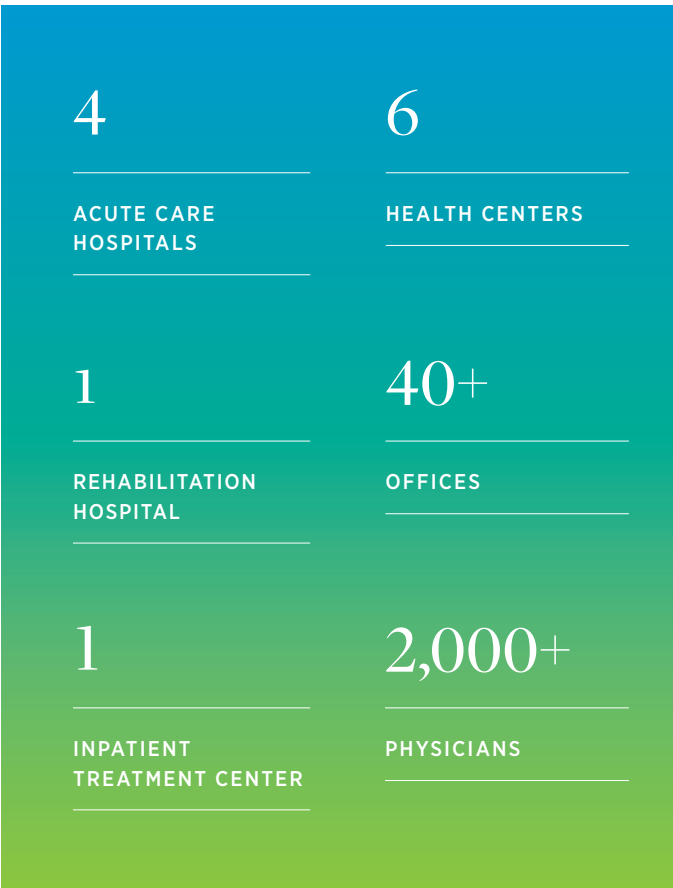 4
ACUTE CARE
HOSPITALS
6
HEALTH CENTERS
1
REHABILITATION
HOSPITAL
40+
OFFICES
1
INPATIENT
TREATMENT CENTER
2,000+
PHYSICIANS